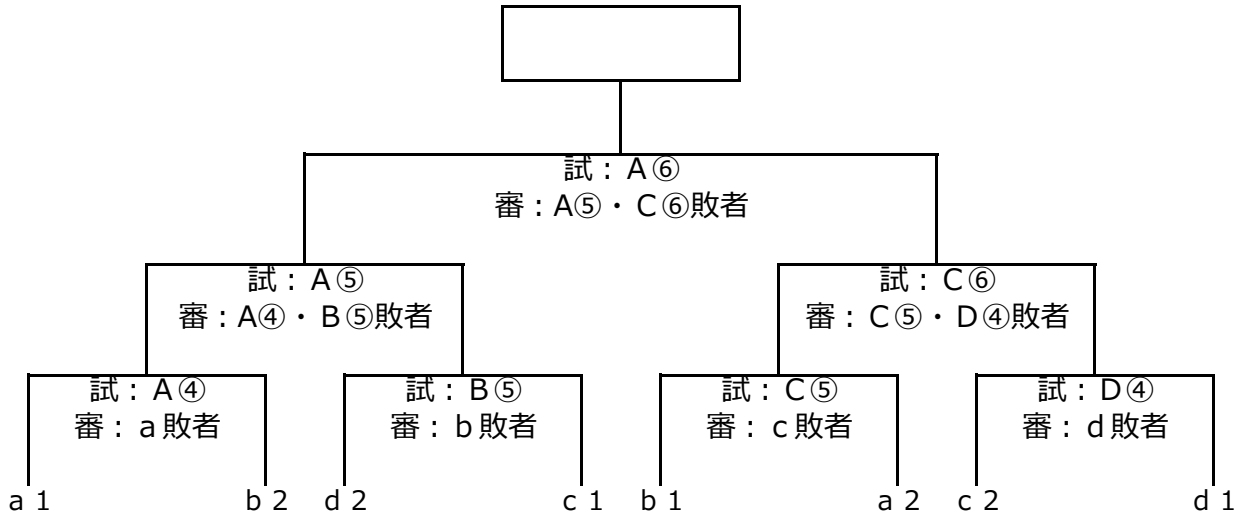 試：A⑥
審：A⑤・C⑥敗者
試：A⑤
審：A④・B⑤敗者
試：C⑥
審：C⑤・D④敗者
試：A④
審：a敗者
試：B⑤
審：b敗者
試：C⑤
審：c敗者
試：D④
審：d敗者
a1 b2 d2 c1 b1 a2 c2 d1